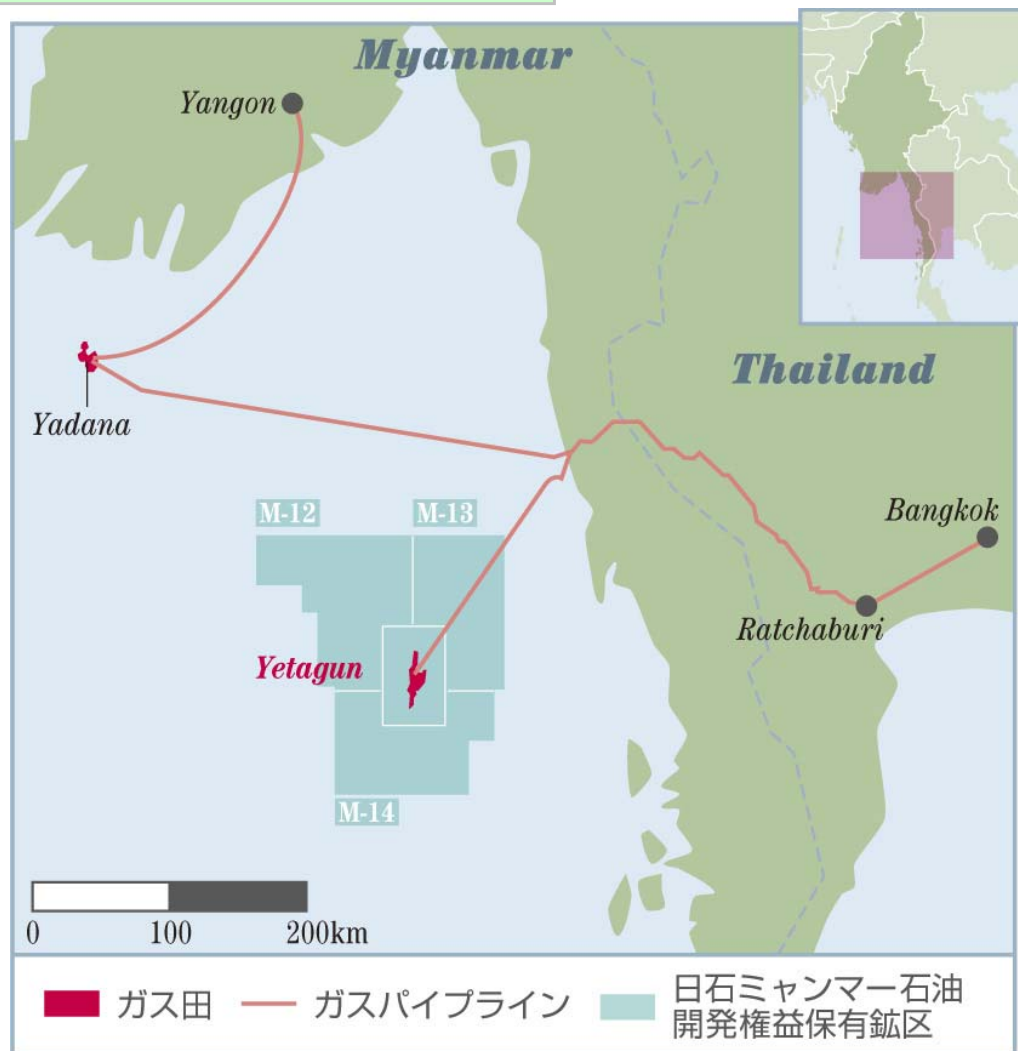 Myanmar
Yangon
Thailand
Yadana
M-12
M-13
Bangkok
Ratchaburi
Yetagun
M-14
0 100 200km
ガス田
ガスパイプライン
日石ミャンマー石油
開発権益保有鉱区